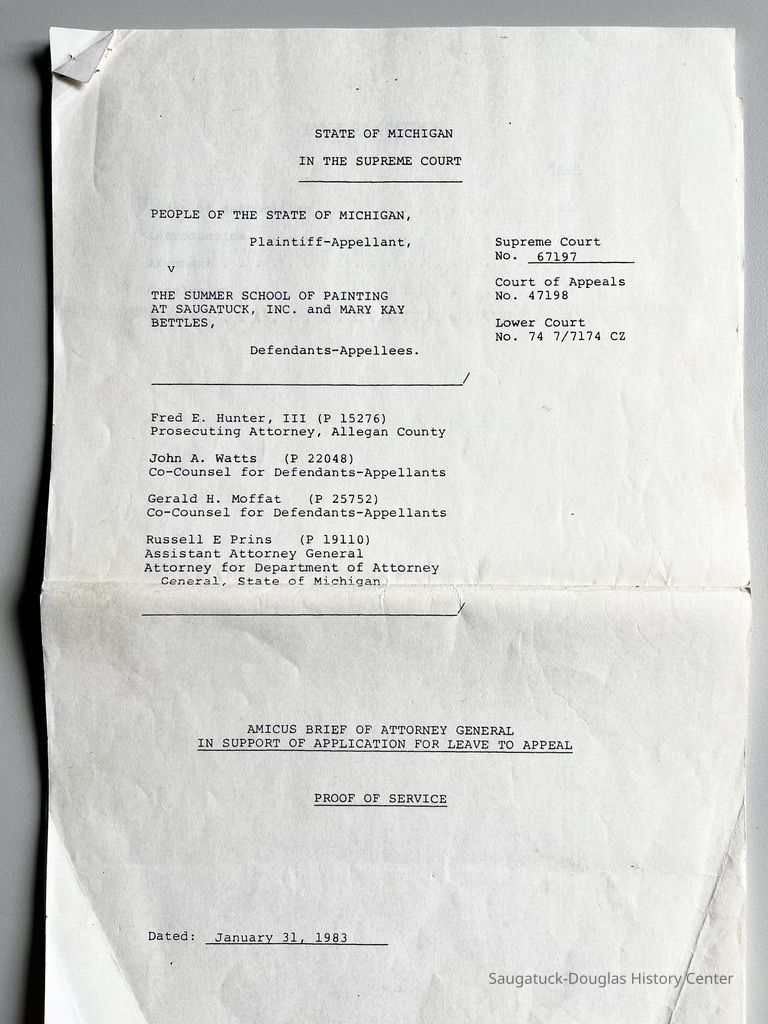 STATE OF MICHIGAN
IN THE SUPREME COURT
PEOPLE OF THE STATE OF MICHIGAN,
Plaintiff-Appellant,
v
THE SUMMER SCHOOL OF PAINTING
AT SAUGATUCK, INC. and MARY KAY
BETTLES,
Defendants-Appellees.
/
Supreme Court
No. 67197
Court of Appeals
No. 47198
Lower Court
No. 74 7/7174 CZ
Fred E. Hunter, III (P 15276)
Prosecuting Attorney, Allegan County
John A. Watts (P 22048)
Co-Counsel for Defendants-Appellants
Gerald H. Moffat (P 25752)
Co-Counsel for Defendants-Appellants
Russell E Prins (P 19110)
Assistant Attorney General
Attorney for Department of Attorney
General, State of Michigan
/
AMICUS BRIEF OF ATTORNEY GENERAL
IN SUPPORT OF APPLICATION FOR LEAVE TO APPEAL
PROOF OF SERVICE
Dated: January 31, 1983
Saugatuck-Douglas History Center